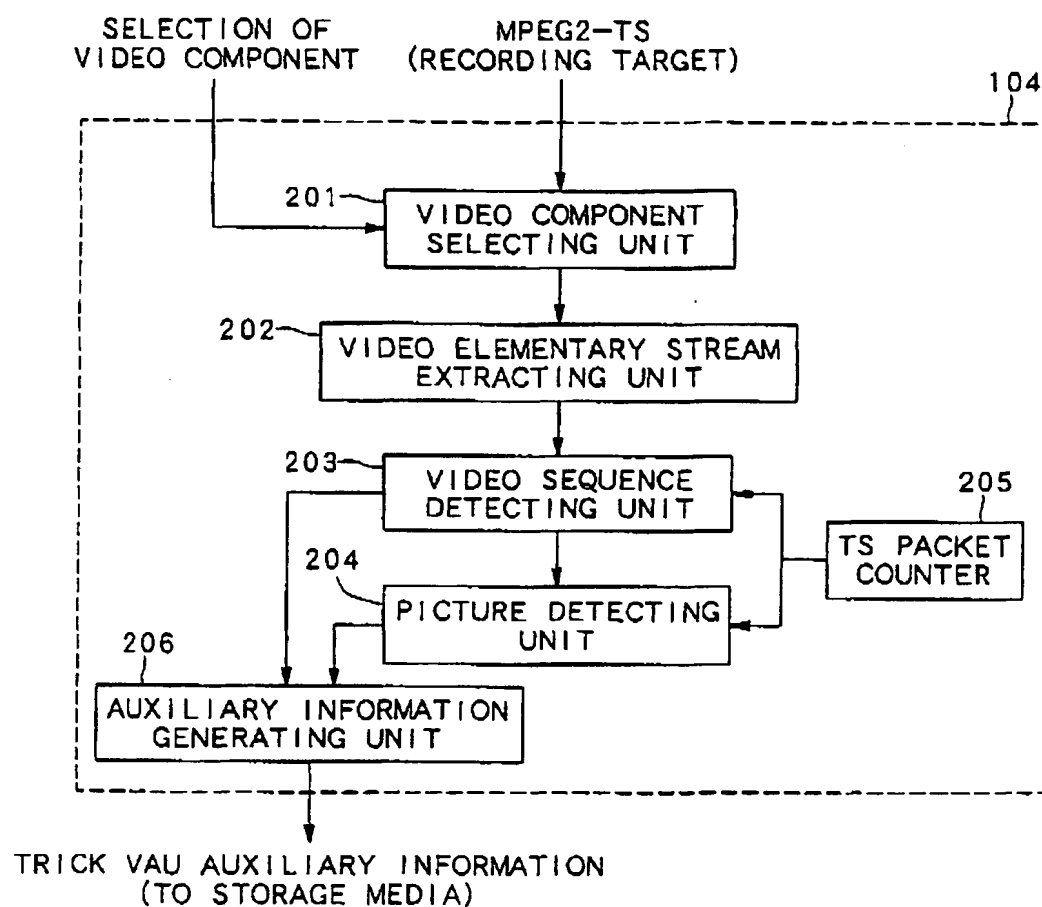 SELECTION OF
VIDEO COMPONENT
MPEG2-TS
(RECORDING TARGET)
104
201
VIDEO COMPONENT
SELECTING UNIT
202
VIDEO ELEMENTARY STREAM
EXTRACTING UNIT
203
VIDEO SEQUENCE
DETECTING UNIT
205
TS PACKET
COUNTER
204
PICTURE DETECTING
UNIT
206
AUXILIARY INFORMATION
GENERATING UNIT
TRICK VAU AUXILIARY INFORMATION
(TO STORAGE MEDIA)